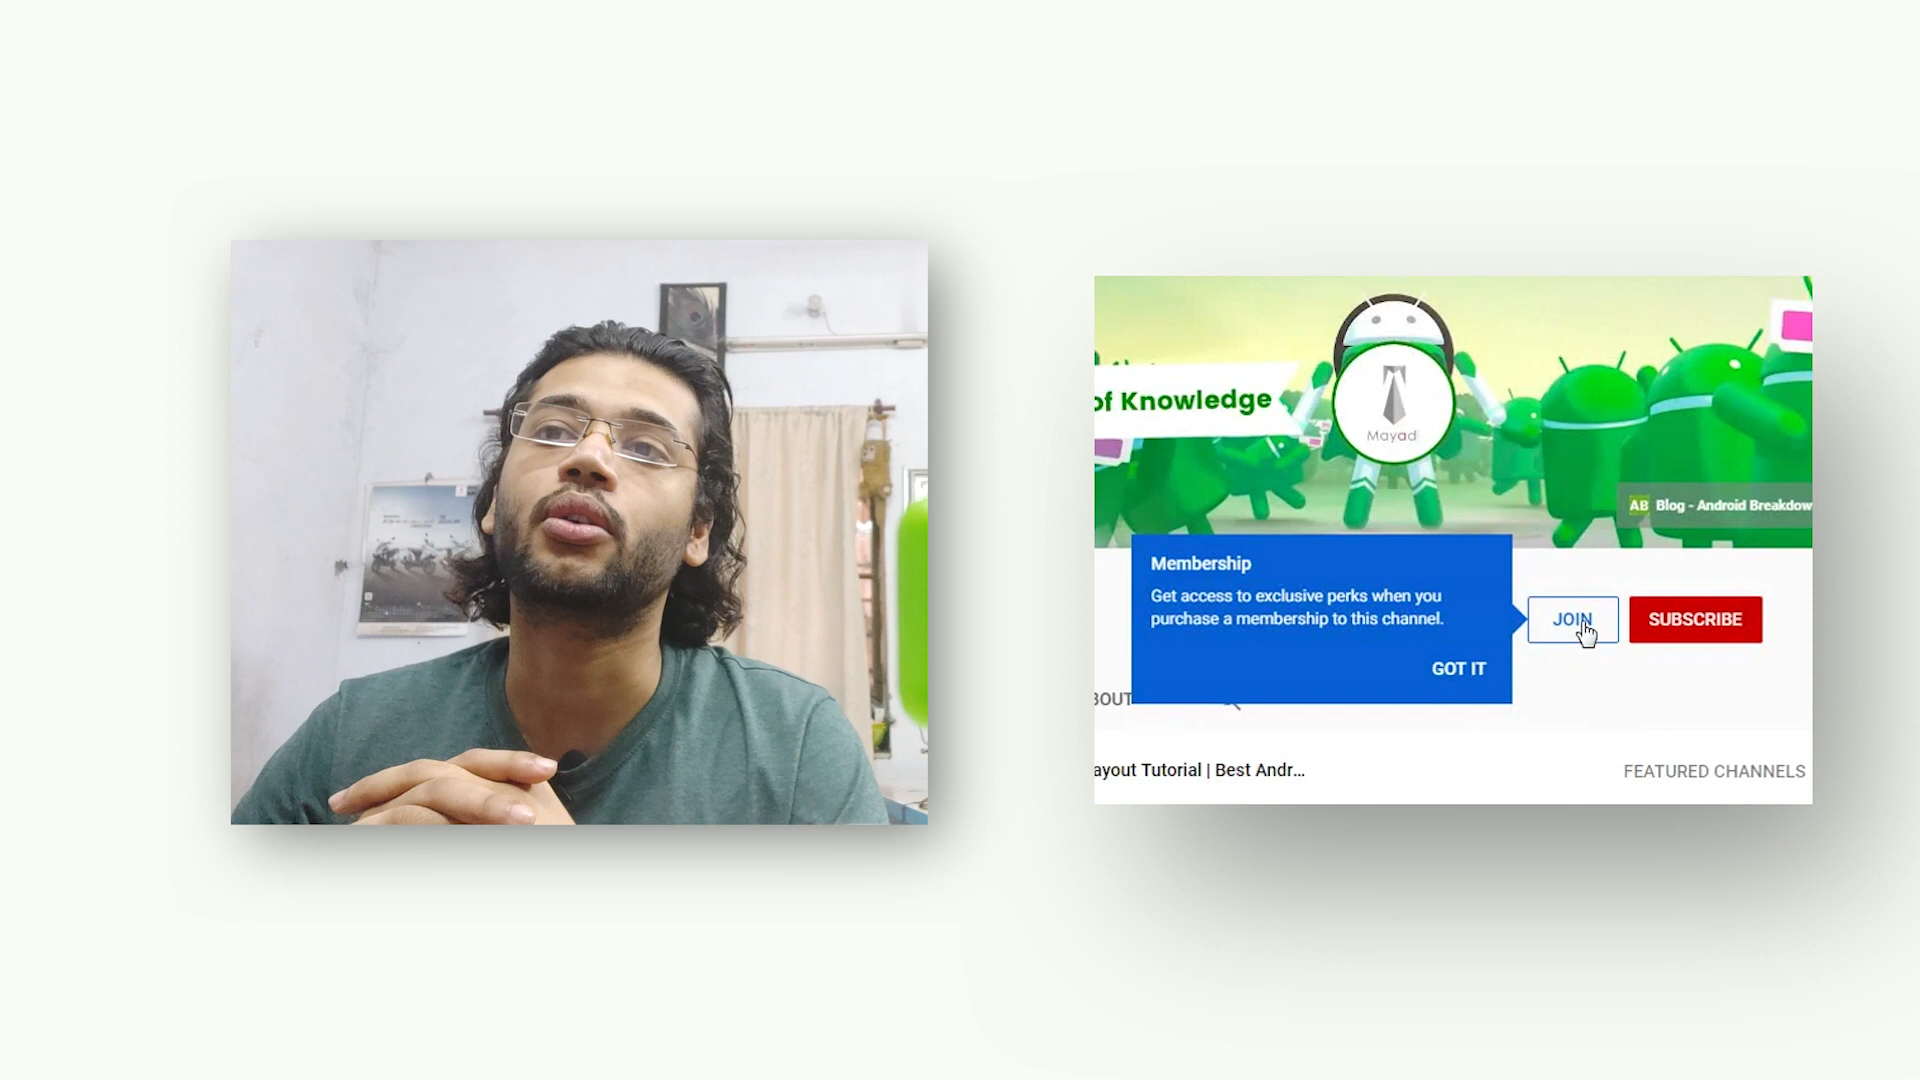 of Knowledge
Mayadi
AB Blog - Android Breakdow
Membership
Get access to exclusive perks when you
purchase a membership to this channel.
GOT IT
JOIN
SUBSCRIBE
BOUT
ayout Tutorial | Best Andr...
FEATURED CHANNELS